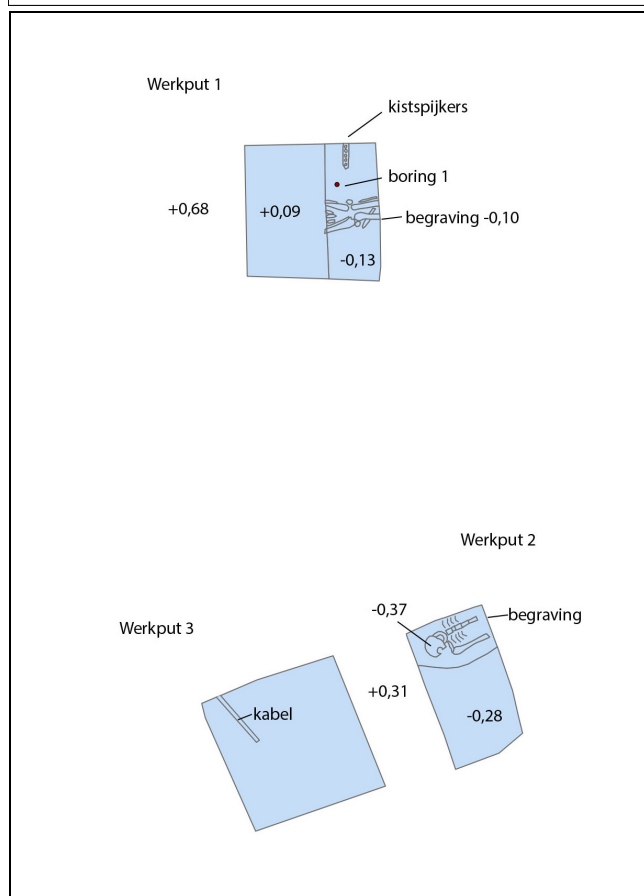 Werkput 1
kistspijkers
boring 1
+0,68
+0,09
begraving -0,10
-0,13
Werkput 2
-0,37
begraving
Werkput 3
+0,31
kabel
-0,28